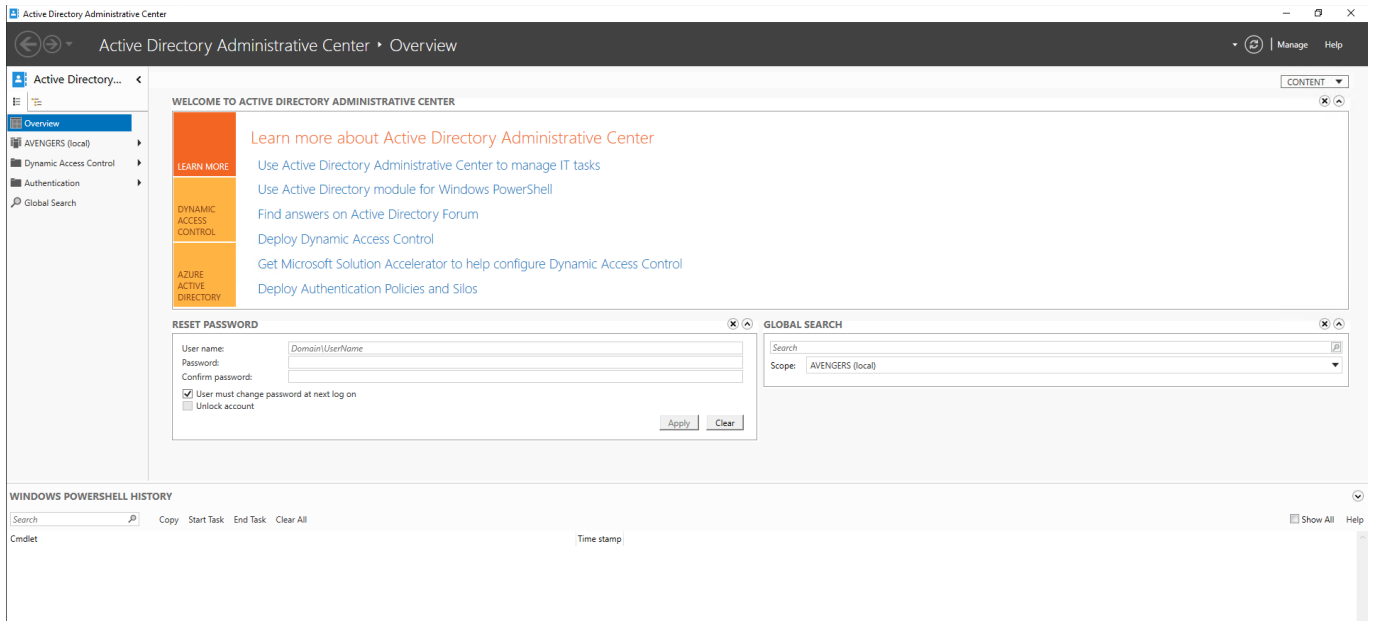 Active Directory Administrative Center
Active Directory Administrative Center • Overview
Manage
Help
Active Directory...
Overview
AVENGERS (local)
Dynamic Access Control
Authentication
Global Search
CONTENT
WELCOME TO ACTIVE DIRECTORY ADMINISTRATIVE CENTER
LEARN MORE
DYNAMIC
ACCESS
CONTROL
AZURE
ACTIVE
DIRECTORY
Learn more about Active Directory Administrative Center
Use Active Directory Administrative Center to manage IT tasks
Use Active Directory module for Windows PowerShell
Find answers on Active Directory Forum
Deploy Dynamic Access Control
Get Microsoft Solution Accelerator to help configure Dynamic Access Control
Deploy Authentication Policies and Silos
RESET PASSWORD
User name:
Domain\UserName
Password:
Confirm password:
User must change password at next log on
Unlock account
Apply
Clear
GLOBAL SEARCH
Search
Scope:
AVENGERS (local)
WINDOWS POWERSHELL HISTORY
Search
Copy Start Task End Task Clear All
Show All
Help
Cmdlet
Time stamp